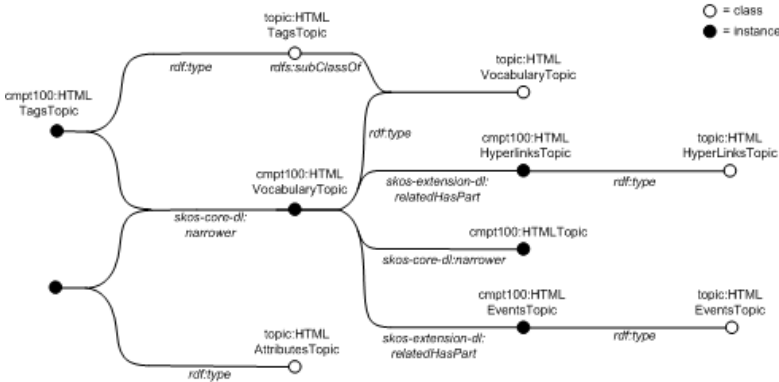 topic:HTML
TagsTopic
= class
= instance
rdf:type
rdfs:subClassOf
topic:HTML
VocabularyTopic
cmpt100:HTML
TagsTopic
rdf:type
cmpt100:HTML
VocabularyTopic
cmpt100:HTML
HyperlinksTopic
topic:HTML
HyperLinksTopic
skos-extension-dl:
relatedHasPart
rdf:type
skos-core-dl:
narrower
cmpt100:HTMLTopic
skos-core-dl:narrower
cmpt100:HTML
EventsTopic
topic:HTML
EventsTopic
skos-extension-dl:
relatedHasPart
rdf:type
topic:HTML
AttributesTopic
rdf:type